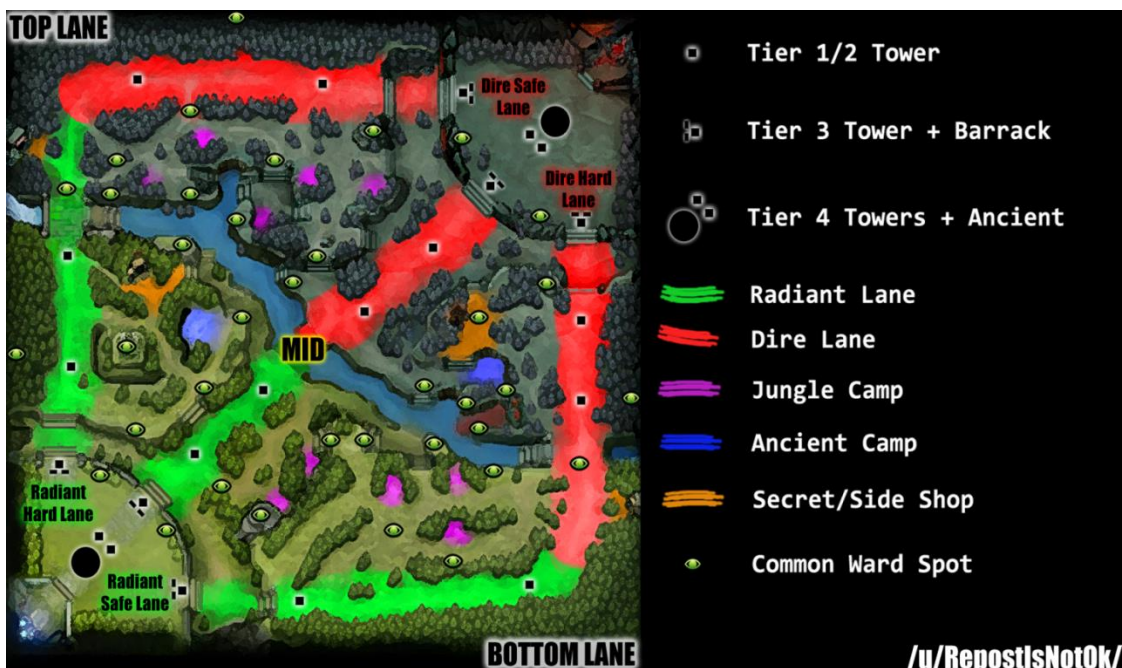 TOP LANE
Dire Safe
Lane
Dire Hard
Lane
MID
Radiant
Hard Lane
Radiant
Safe Lane
BOTTOM LANE
Tier 1/2 Tower
Tier 3 Tower + Barrack
Tier 4 Towers + Ancient
Radiant Lane
Dire Lane
Jungle Camp
Ancient Camp
Secret/Side Shop
Common Ward Spot
/u/RepostIsNotOk/